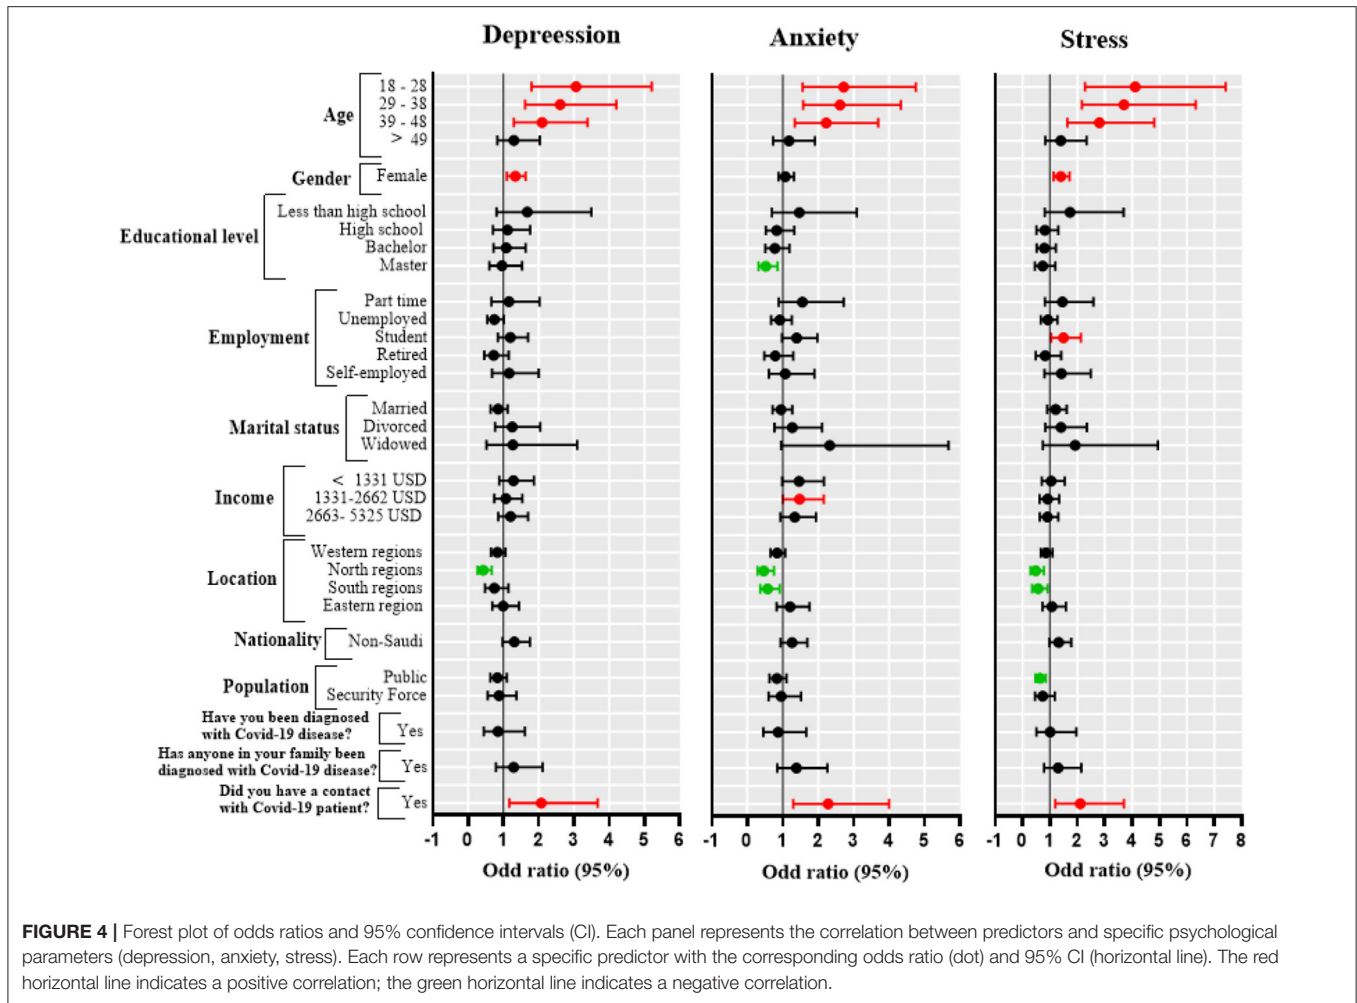 Depreession Anxiety Stress
Age
18 - 28
29 - 38
39 - 48
> 49
Gender
Female
Educational level
Less than high school
High school
Bachelor
Master
Employment
Part time
Unemployed
Student
Retired
Self-employed
Marital status
Married
Divorced
Widowed
Income
< 1331 USD
1331-2662 USD
2663- 5325 USD
Location
Western regions
North regions
South regions
Eastern region
Nationality
Non-Saudi
Population
Public
Security Force
Have you been diagnosed
with Covid-19 disease?
Yes
Has anyone in your family been
diagnosed with Covid-19 disease?
Yes
Did you have a contact
with Covid-19 patient?
Yes
-1 0 1 2 3 4 5 6
-1 0 1 2 3 4 5 6
-1 0 1 2 3 4 5 6 7 8
Odd ratio (95%) Odd ratio (95%) Odd ratio (95%)
FIGURE 4 | Forest plot of odds ratios and 95% confidence intervals (CI). Each panel represents the correlation between predictors and specific psychological
parameters (depression, anxiety, stress). Each row represents a specific predictor with the corresponding odds ratio (dot) and 95% CI (horizontal line). The red
horizontal line indicates a positive correlation; the green horizontal line indicates a negative correlation.